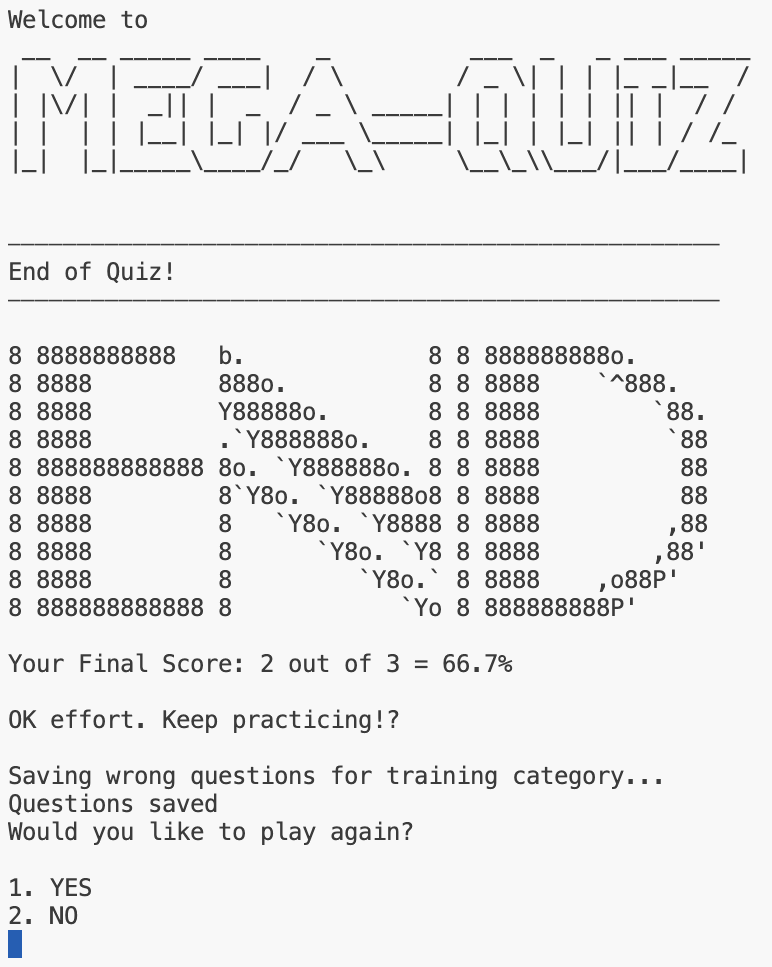 Welcome to
MEGA-QUIZ
End of Quiz!
END
Your Final Score: 2 out of 3 = 66.7%
OK effort. Keep practicing!?
Saving wrong questions for training category...
Questions saved
Would you like to play again?
1. YES
2. NO